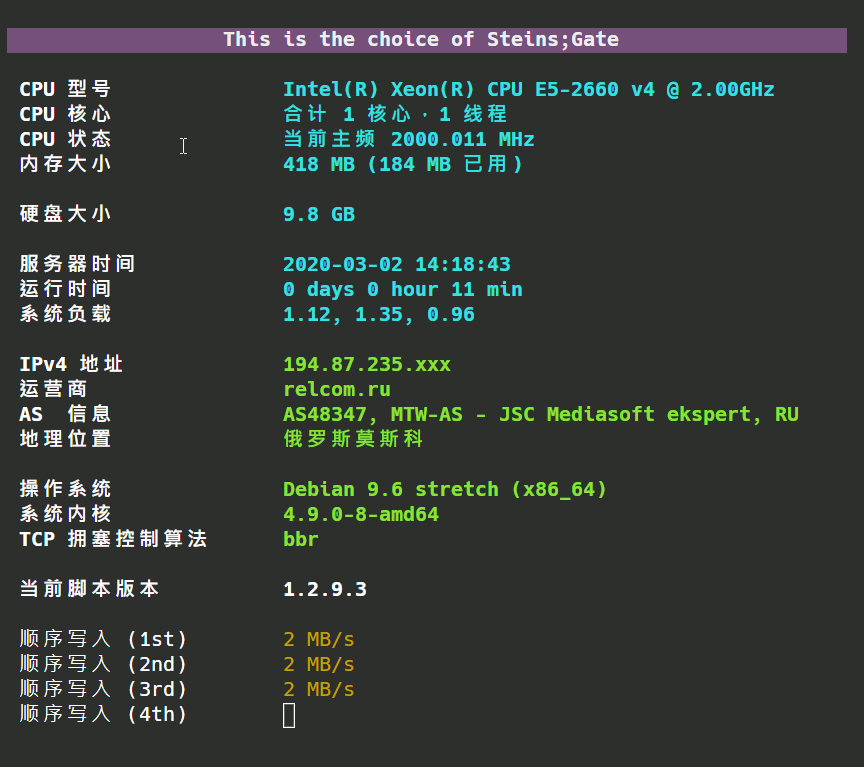 This is the choice of Steins;Gate
CPU 型号 Intel(R) Xeon(R) CPU E5-2660 v4 @ 2.00GHz
CPU 核心 合计 1 核心 · 1 线程
CPU 状态 当前主频 2000.011 MHz
内存大小 418 MB (184 MB 已用)
硬盘大小 9.8 GB
服务器时间 2020-03-02 14:18:43
运行时间 0 days 0 hour 11 min
系统负载 1.12, 1.35, 0.96
IPv4 地址 194.87.235.xxx
运营商 relcom.ru
AS 信息 AS48347, MTW-AS - JSC Mediasoft ekspert, RU
地理位置 俄罗斯莫斯科
操作系统 Debian 9.6 stretch (x86_64)
系统内核 4.9.0-8-amd64
TCP 拥塞控制算法 bbr
当前脚本版本 1.2.9.3
顺序写入 (1st) 2 MB/s
顺序写入 (2nd) 2 MB/s
顺序写入 (3rd) 2 MB/s
顺序写入 (4th)